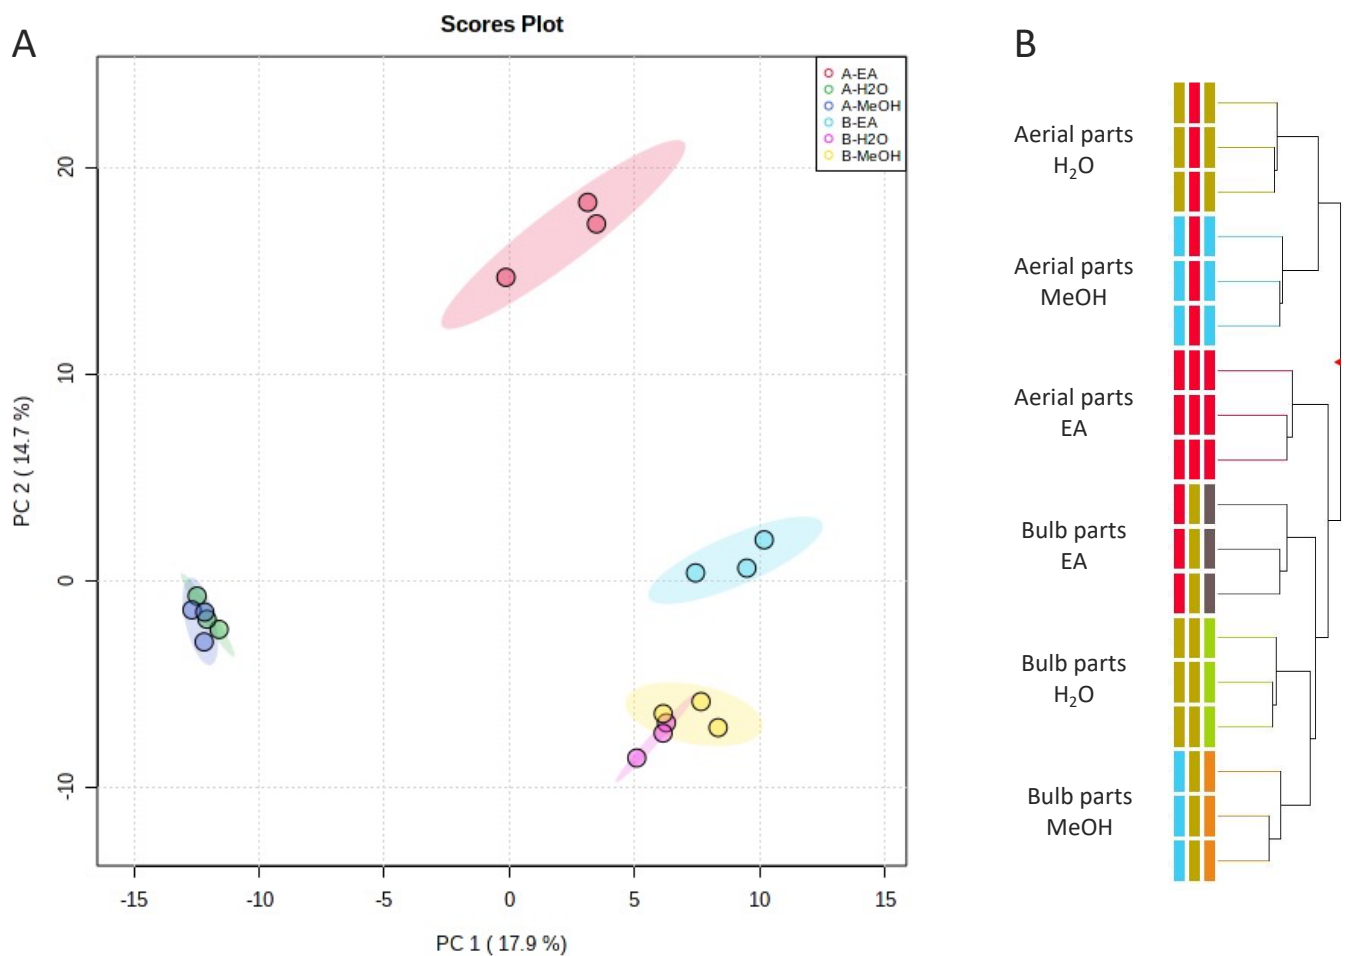 A
Scores Plot
A-EA
A-H2O
A-MeOH
B-EA
B-H2O
B-MeOH
20
10
0
-10
PC 2 ( 14.7 %)
-15
-10
-5
0
5
10
15
PC 1 ( 17.9 %)
B
Aerial parts
H₂O
Aerial parts
MeOH
Aerial parts
EA
Bulb parts
EA
Bulb parts
H₂O
Bulb parts
MeOH